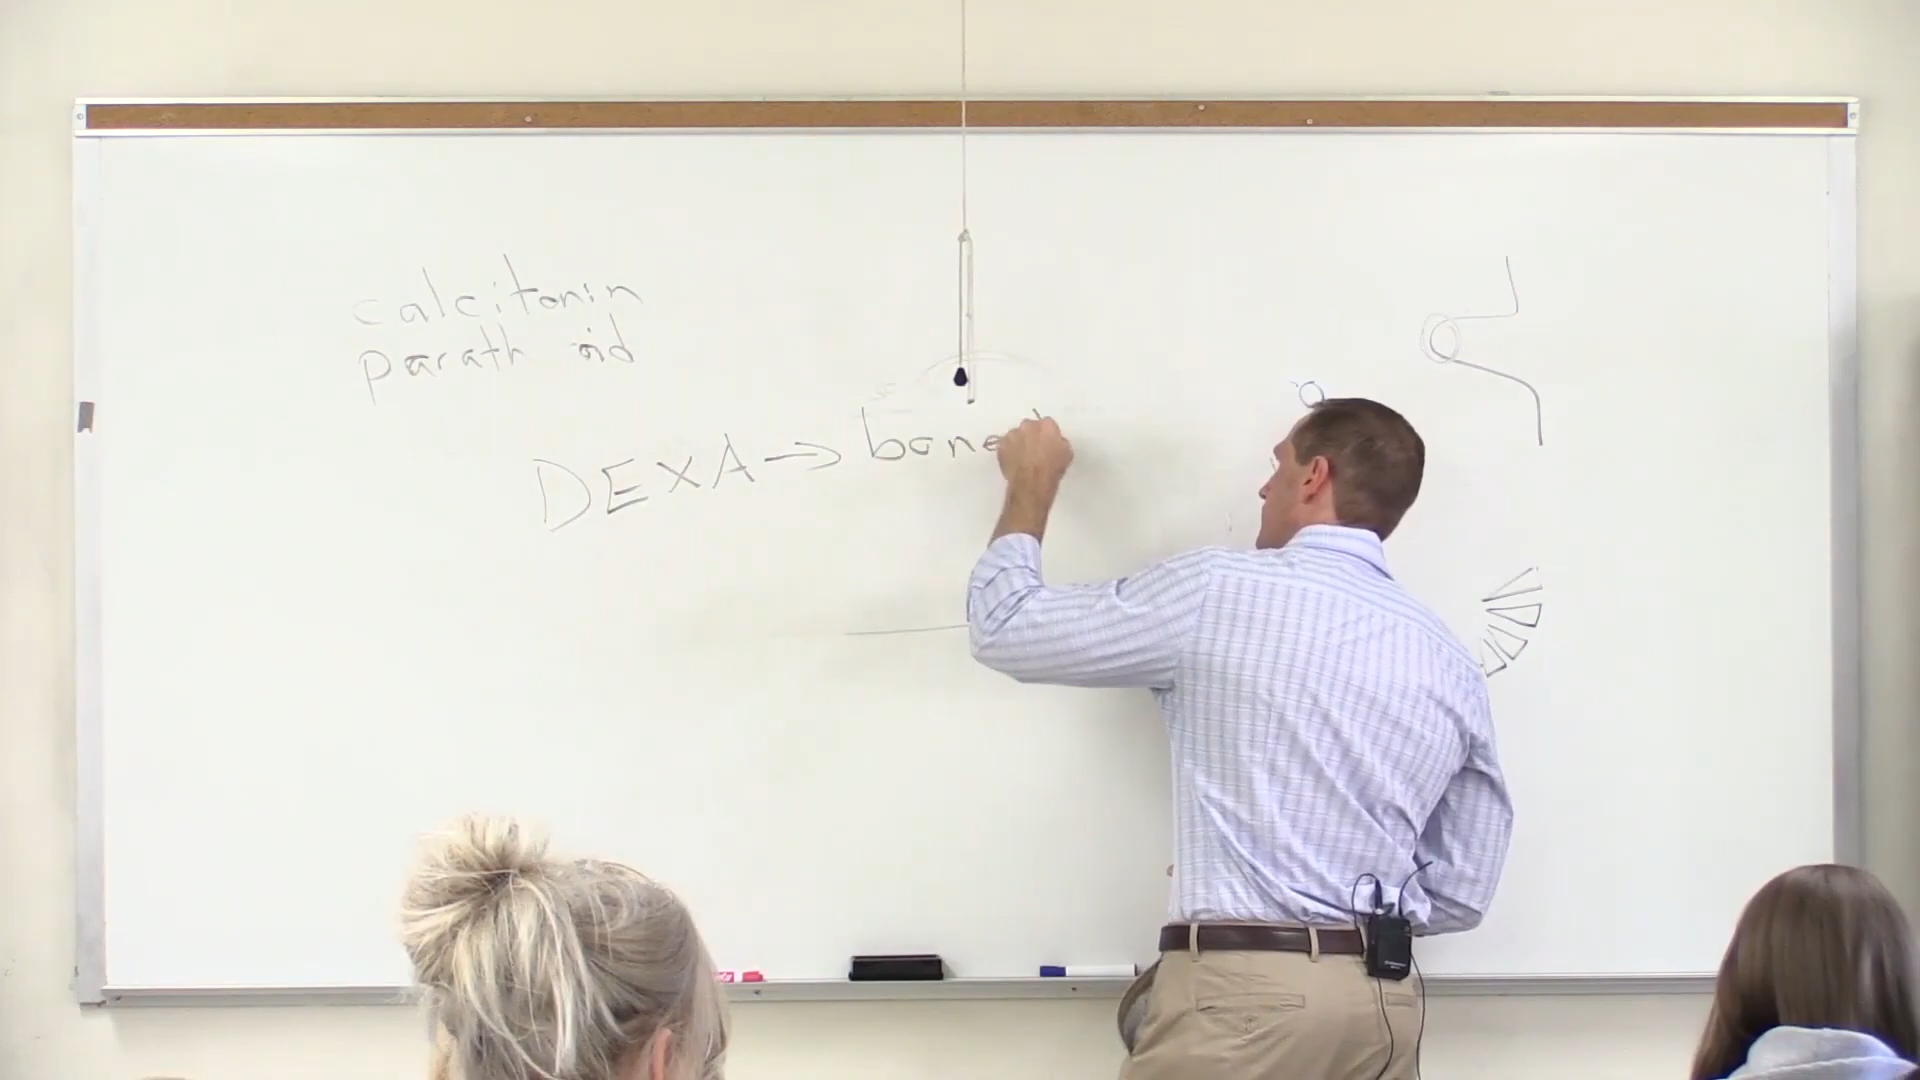 calcitonin
parath oid
DEXA → bone